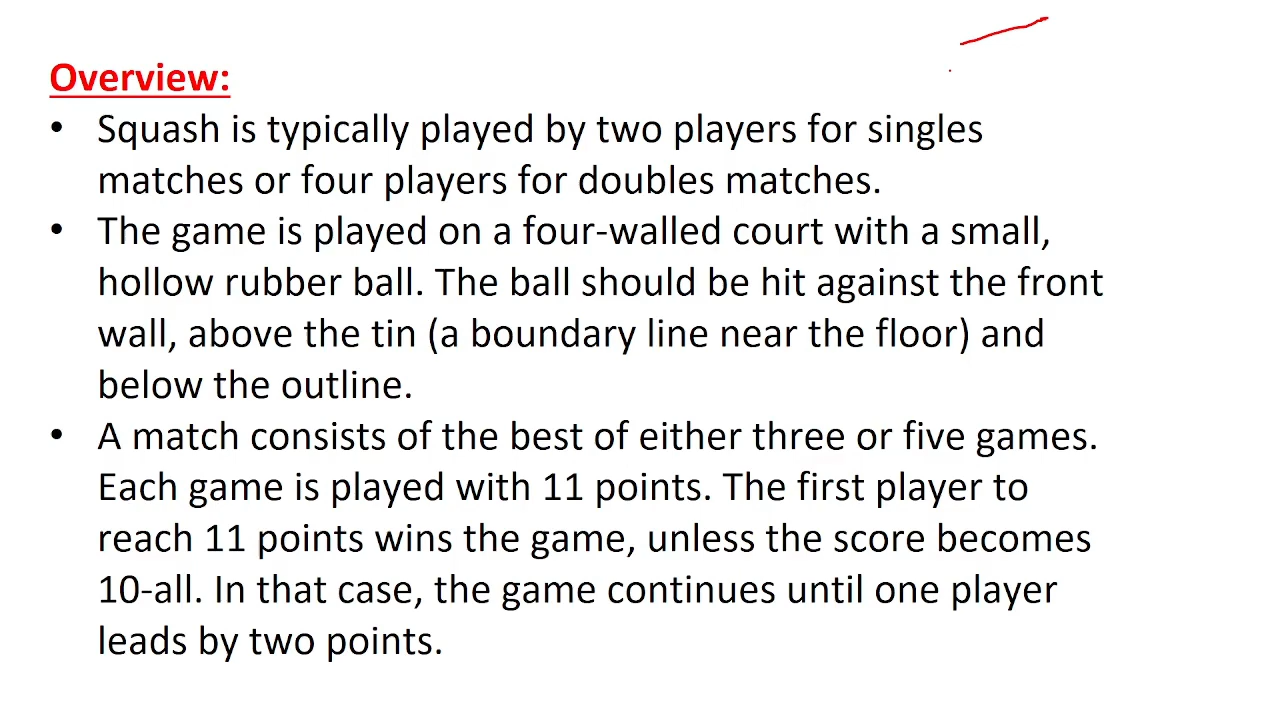 Overview:
• Squash is typically played by two players for singles
matches or four players for doubles matches.
• The game is played on a four-walled court with a small,
hollow rubber ball. The ball should be hit against the front
wall, above the tin (a boundary line near the floor) and
below the outline.
• A match consists of the best of either three or five games.
Each game is played with 11 points. The first player to
reach 11 points wins the game, unless the score becomes
10-all. In that case, the game continues until one player
leads by two points.